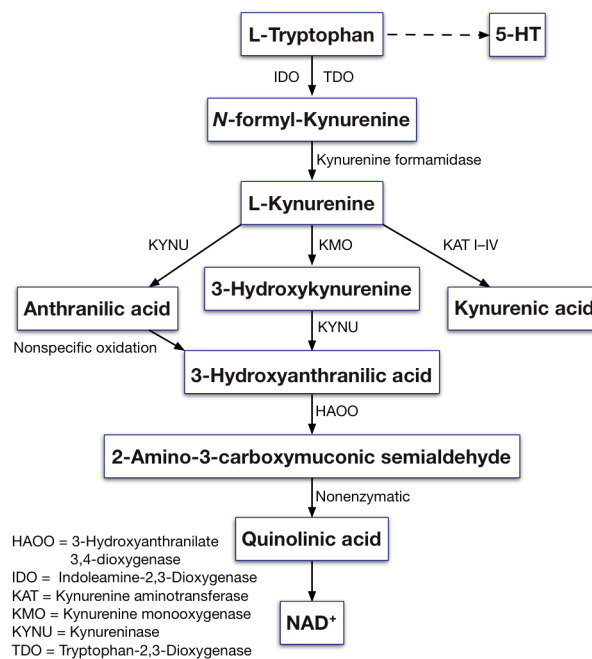 L-Tryptophan
5-HT
IDO TDO
N-formyl-Kynurenine
Kynurenine formamidase
L-Kynurenine
KYNU
KMO
KAT I–IV
3-Hydroxykynurenine
Anthranilic acid
Kynurenic acid
KYNU
Nonspecific oxidation
3-Hydroxyanthranilic acid
HAOO
2-Amino-3-carboxymuconic semialdehyde
Nonenzymatic
Quinolinic acid
NAD⁺
HAOO = 3-Hydroxyanthranilate
3,4-dioxygenase
IDO = Indoleamine-2,3-Dioxygenase
KAT = Kynurenine aminotransferase
KMO = Kynurenine monooxygenase
KYNU = Kynureninase
TDO = Tryptophan-2,3-Dioxygenase